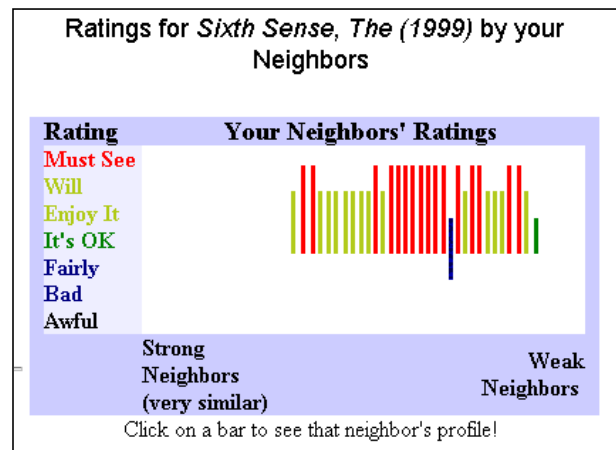 Ratings for Sixth Sense, The (1999) by your
Neighbors
Rating Your Neighbors' Ratings
Must See
Will
Enjoy It
It's OK
Fairly
Bad
Awful
Strong
Neighbors
(very similar)
Weak
Neighbors
Click on a bar to see that neighbor's profile!